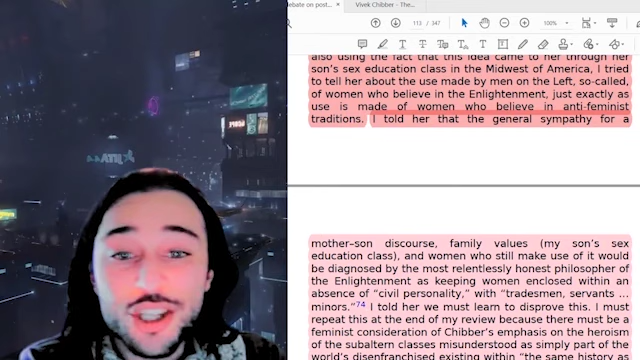 ebate on post...
Vivek Chibber - The...
113 / 347
100%
also using the fact that this idea came to her through her
son's sex education class in the Midwest of America, I tried
to tell her about the use made by men on the Left, so-called,
of women who believe in the Enlightenment, just exactly as
use is made of women who believe in anti-feminist
traditions. I told her that the general sympathy for a
mother–son discourse, family values (my son's sex
education class), and women who still make use of it would
be diagnosed by the most relentlessly honest philosopher of
the Enlightenment as keeping women enclosed within an
absence of "civil personality," with "tradesmen, servants ...
minors."74 I told her we must learn to disprove this. I must
repeat this at the end of my review because there must be a
feminist consideration of Chibber's emphasis on the heroism
of the subaltern classes misunderstood as simply part of the
world's disenfranchised existing within "the same history as